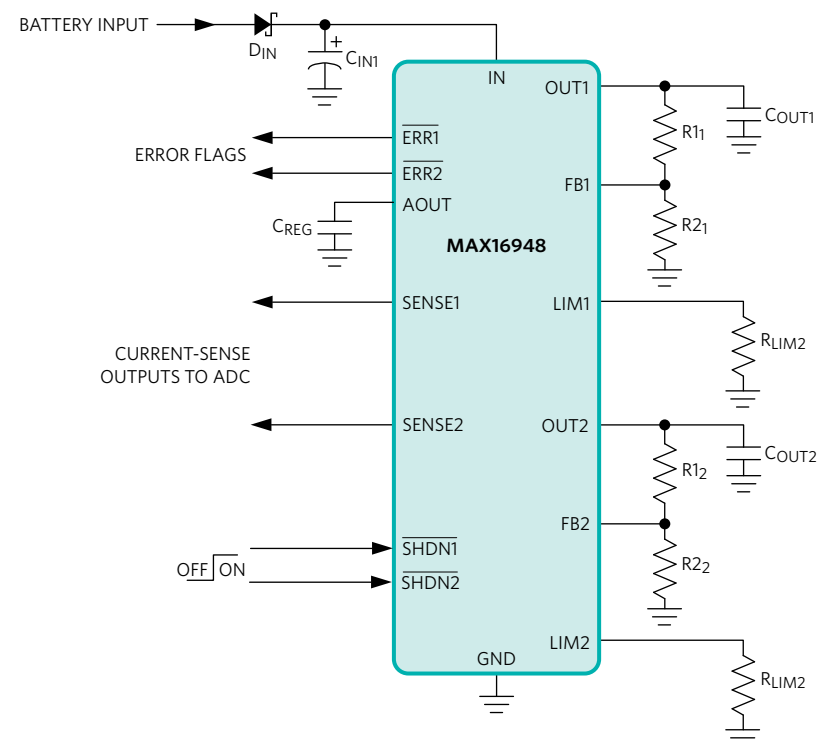 BATTERY INPUT
DIN
+
CIN1
IN
OUT1
COUT1
R11
ERR1
ERROR FLAGS
ERR2
FB1
AOUT
CREG
R21
MAX16948
SENSE1
LIM1
RLIM2
CURRENT-SENSE
OUTPUTS TO ADC
SENSE2
OUT2
COUT2
R12
FB2
SHDN1
OFF ON
SHDN2
R22
LIM2
GND
RLIM2